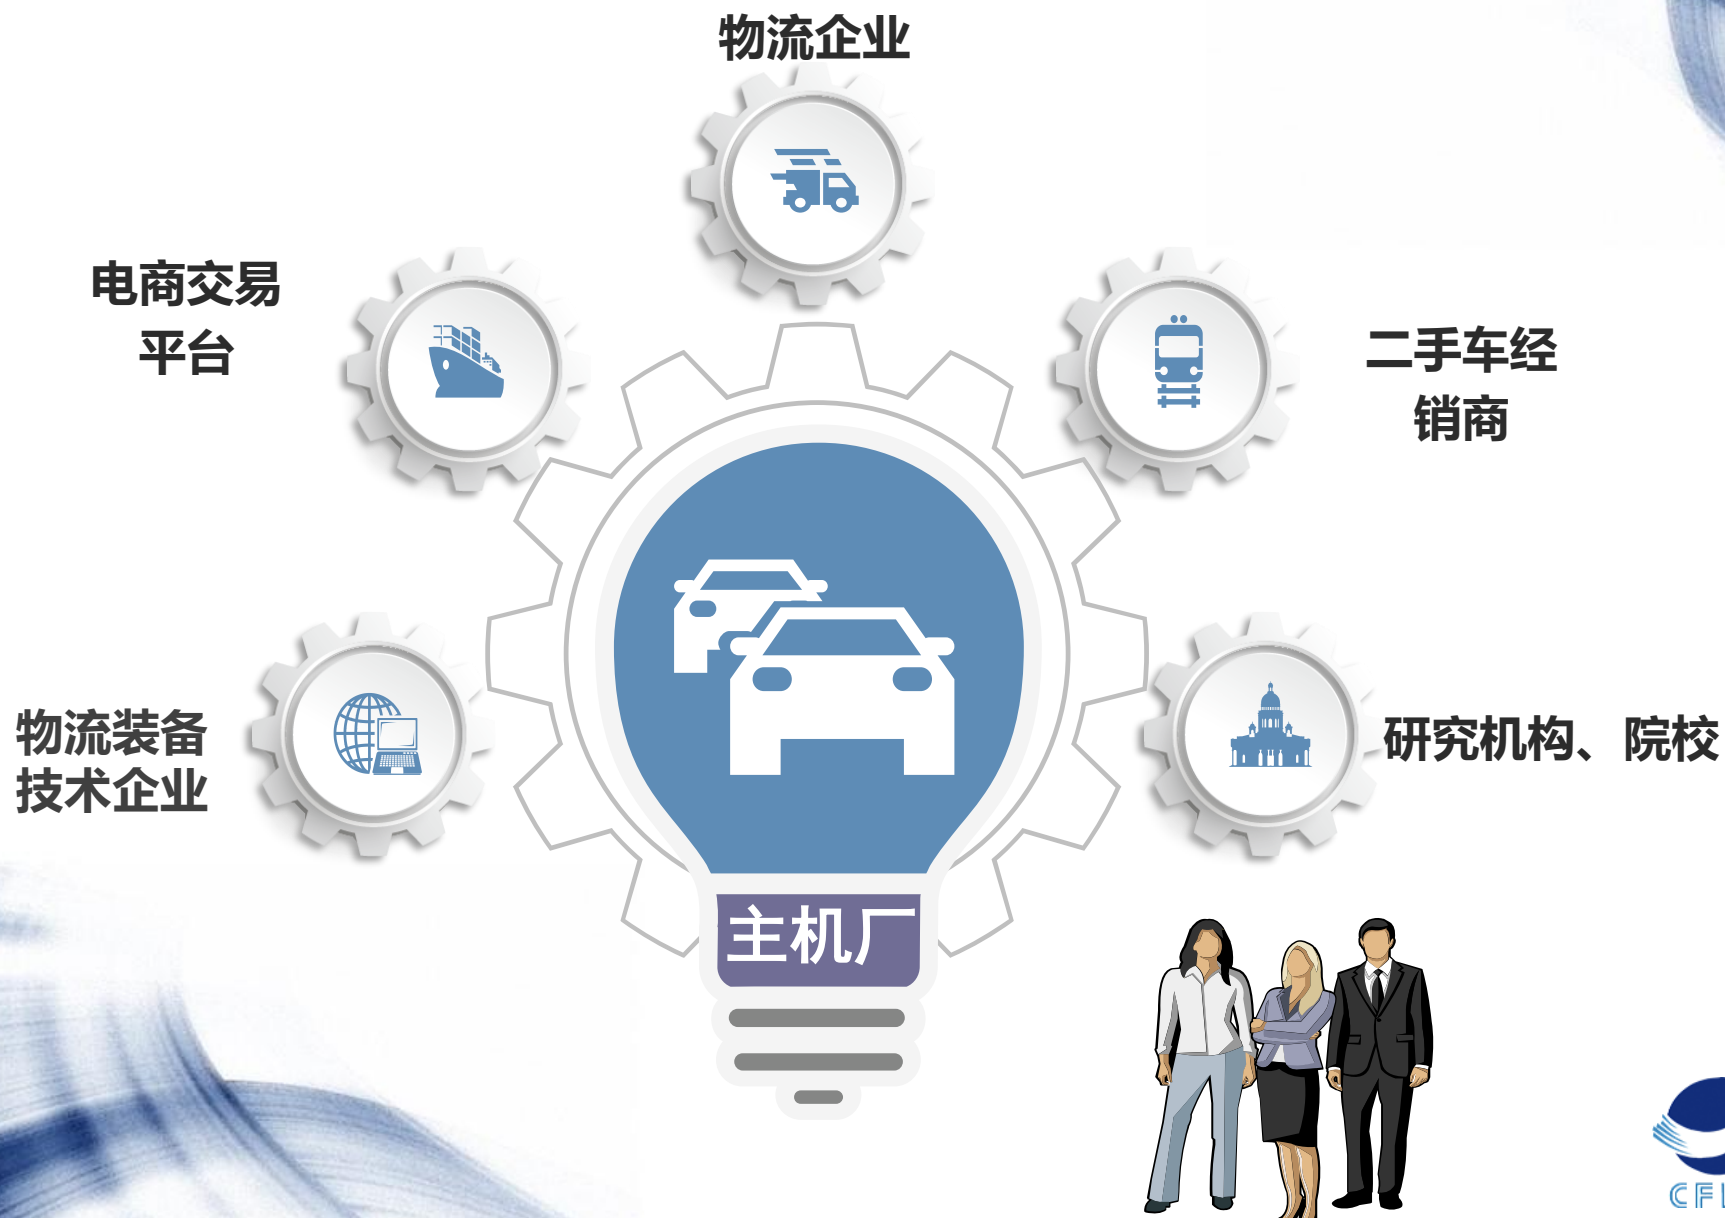 物流企业
电商交易
平台
二手车经
销商
物流装备
技术企业
研究机构、院校
主机厂